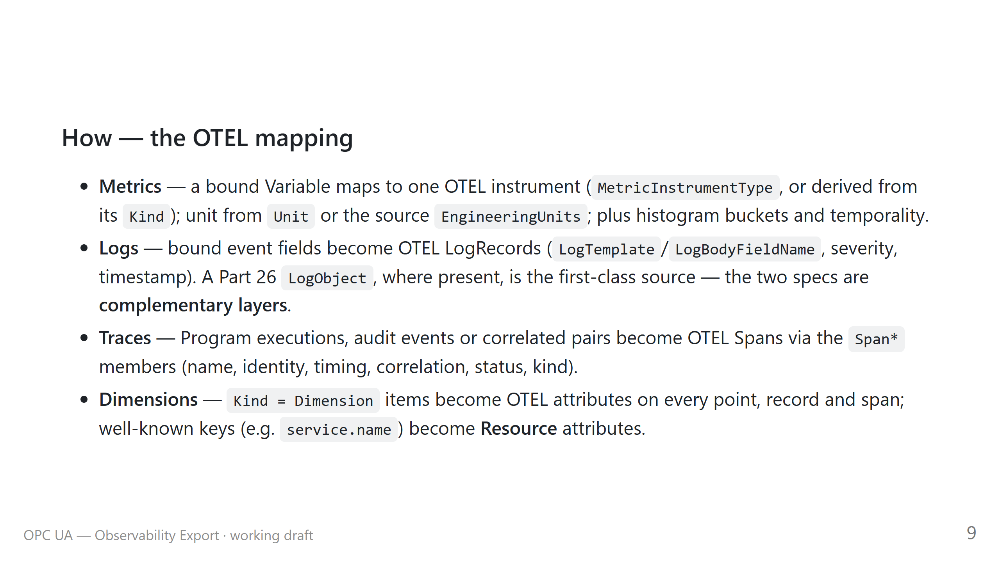 How — the OTEL mapping
• Metrics — a bound Variable maps to one OTEL instrument (MetricInstrumentType, or derived from
its Kind); unit from Unit or the source EngineeringUnits; plus histogram buckets and temporality.
• Logs — bound event fields become OTEL LogRecords (LogTemplate/LogBodyFieldName, severity,
timestamp). A Part 26 LogObject, where present, is the first-class source — the two specs are
complementary layers.
• Traces — Program executions, audit events or correlated pairs become OTEL Spans via the Span*
members (name, identity, timing, correlation, status, kind).
• Dimensions — Kind = Dimension items become OTEL attributes on every point, record and span;
well-known keys (e.g. service.name) become Resource attributes.
OPC UA — Observability Export · working draft
9